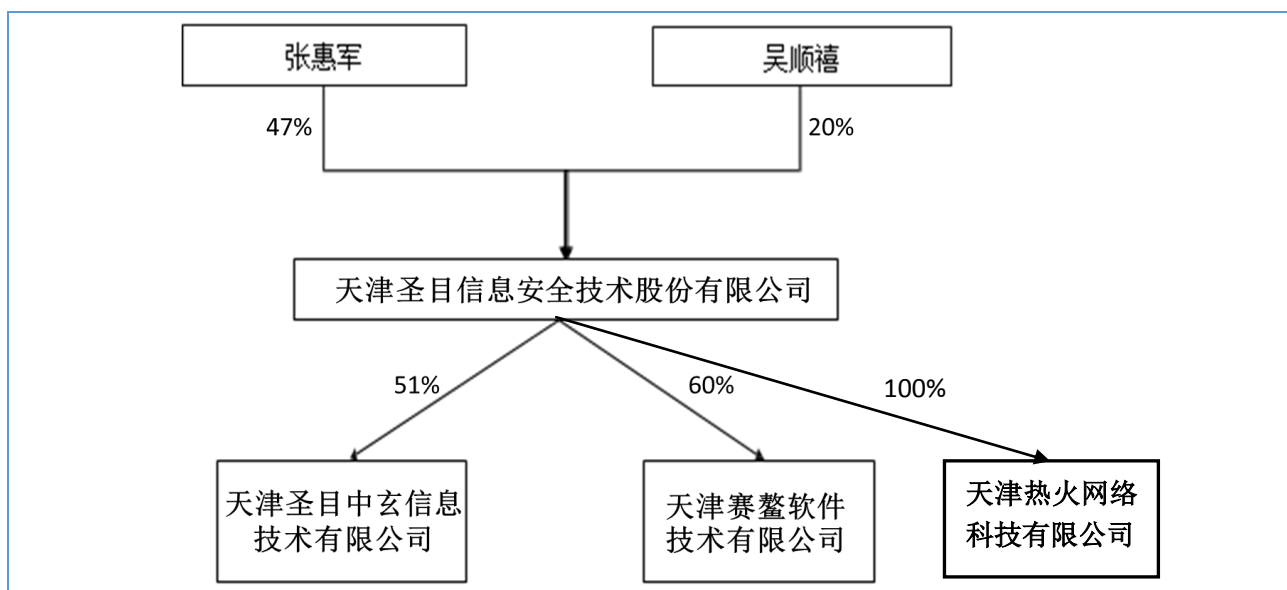 张惠军
吴顺禧
47%
20%
天津圣目信息安全技术股份有限公司
51%
60%
100%
天津圣目中玄信息
技术有限公司
天津赛鳌软件
技术有限公司
天津热火网络
科技有限公司